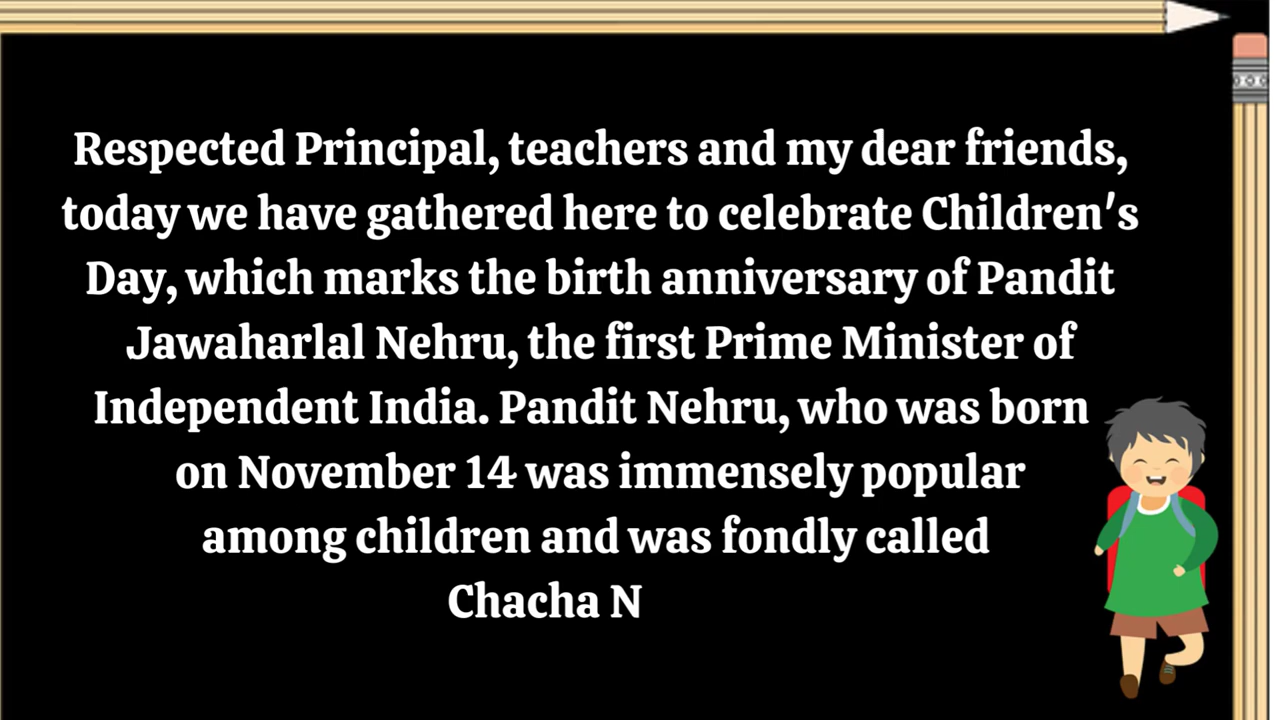 Respected Principal, teachers and my dear friends,
today we have gathered here to celebrate Children's
Day, which marks the birth anniversary of Pandit
Jawaharlal Nehru, the first Prime Minister of
Independent India. Pandit Nehru, who was born
on November 14 was immensely popular
among children and was fondly called
Chacha N